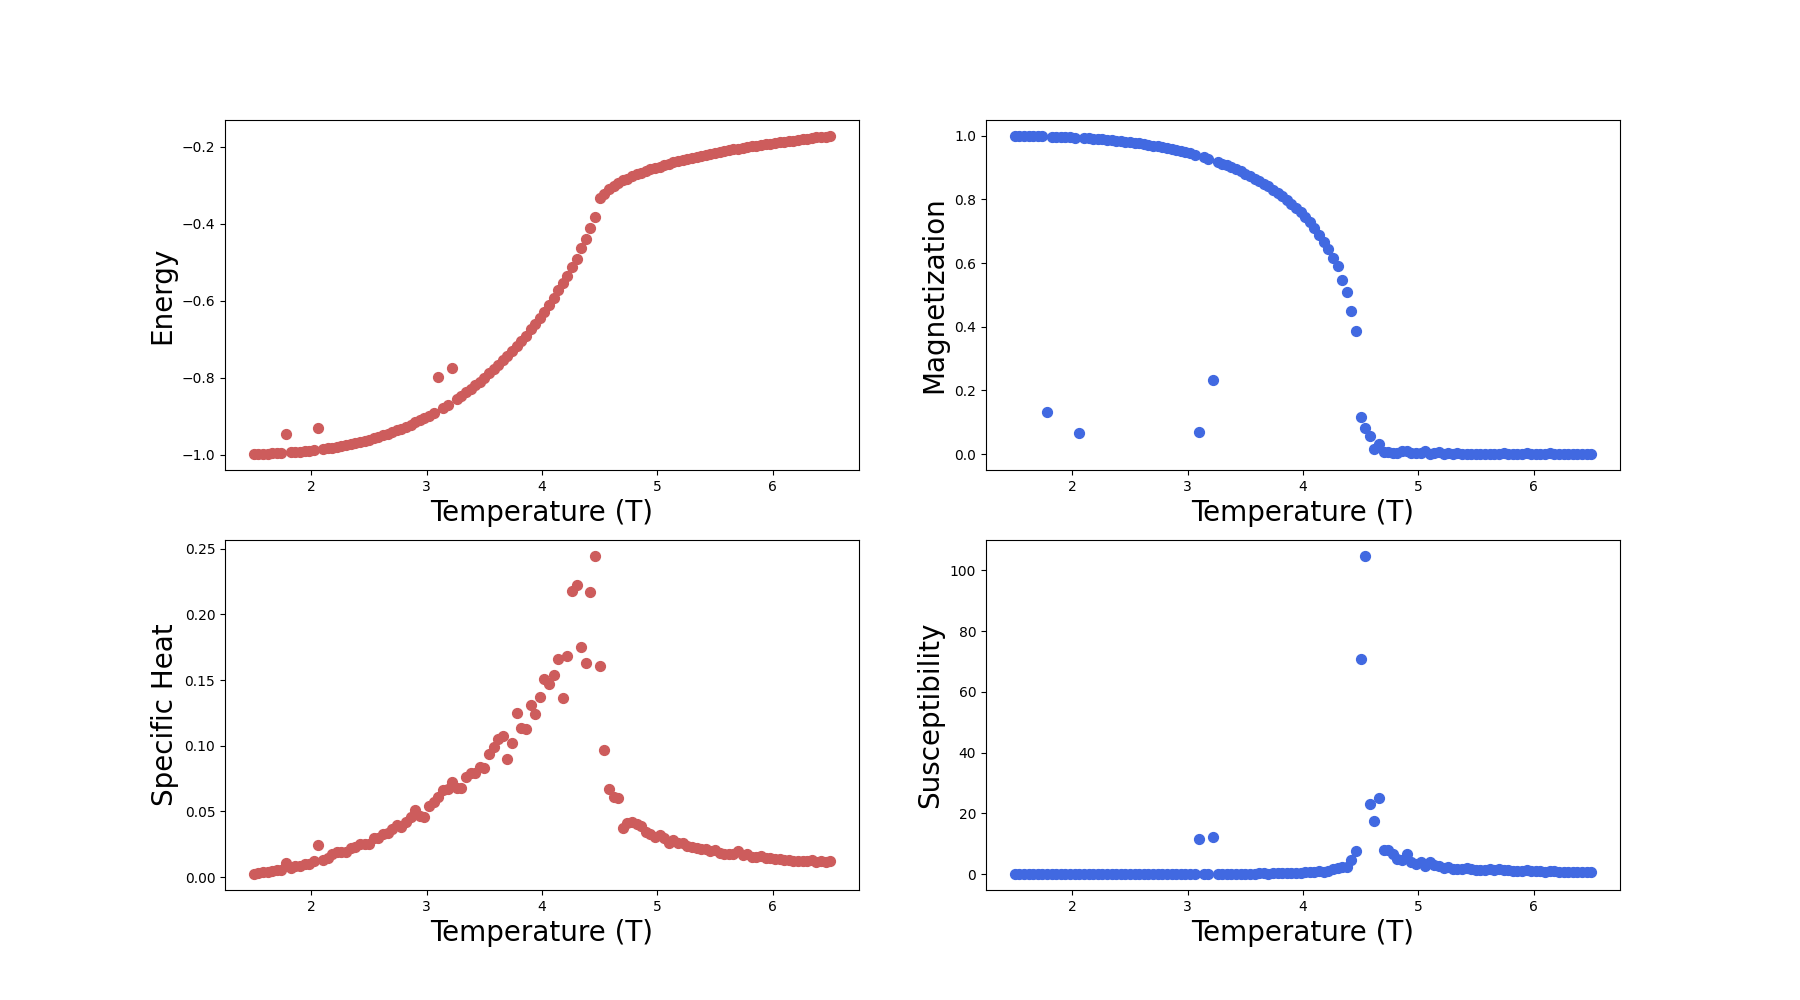 −0.2
−0.4
−0.6
−0.8
−1.0
Energy
2 3 4 5 6
Temperature (T)
1.0
0.8
0.6
0.4
0.2
0.0
Magnetization
2 3 4 5 6
Temperature (T)
0.25
0.20
0.15
0.10
0.05
0.00
Specific Heat
2 3 4 5 6
Temperature (T)
100
80
60
40
20
0
Susceptibility
2 3 4 5 6
Temperature (T)